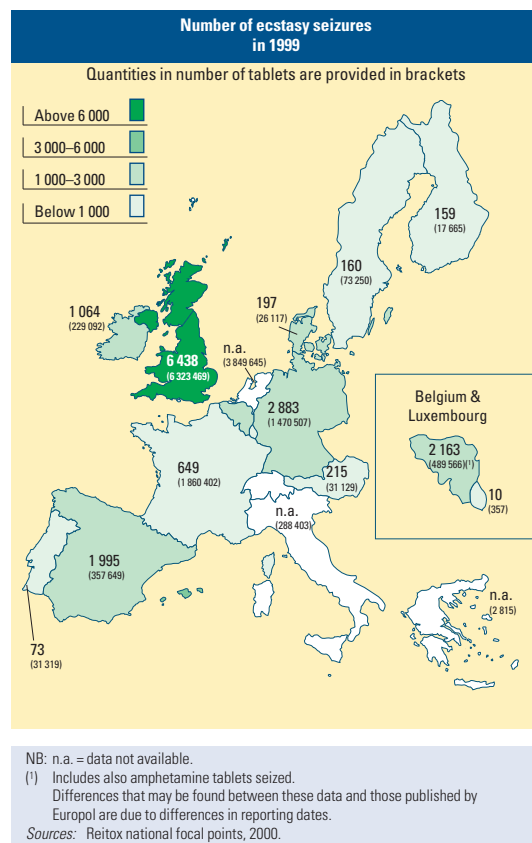 Number of ecstasy seizures
in 1999
Quantities in number of tablets are provided in brackets
Above 6 000
3 000–6 000
1 000–3 000
Below 1 000
159
(17 665)
160
(73 250)
197
(26 117)
1 064
(229 092)
n.a.
(3 849 645)
6 438
(6 323 469)
2 883
(1 470 507)
Belgium &
Luxembourg
2 163
(489 566)(¹)
10
(357)
649
(1 860 402)
215
(31 129)
n.a.
(288 403)
1 995
(357 649)
n.a.
(2 815)
73
(31 319)
NB: n.a. = data not available.
(¹) Includes also amphetamine tablets seized.
Differences that may be found between these data and those published by
Europol are due to differences in reporting dates.
Sources: Reitox national focal points, 2000.